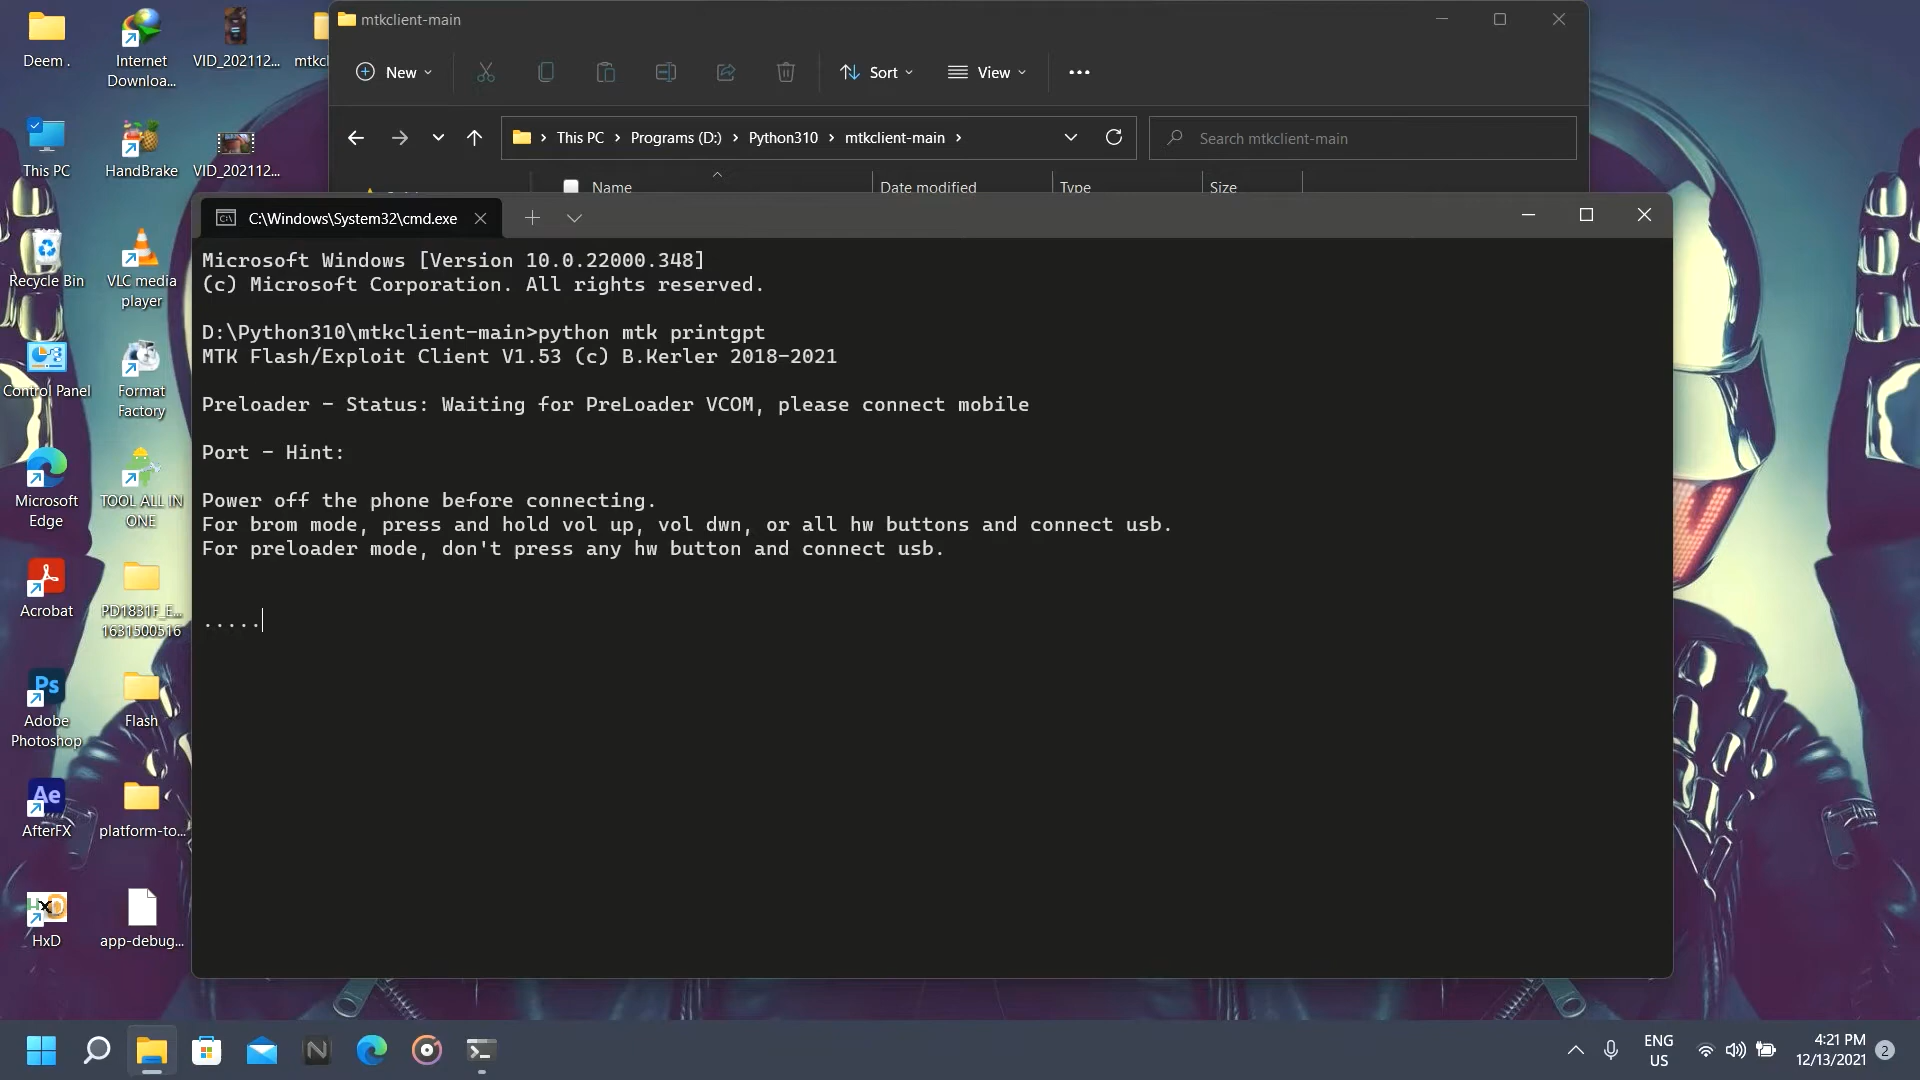 mtkclient-main
New
Sort
View
This PC
Programs (D:)
Python310
mtkclient-main
Search mtkclient-main
Name
Date modified
Type
Size
C:\Windows\System32\cmd.exe
Microsoft Windows [Version 10.0.22000.348]
(c) Microsoft Corporation. All rights reserved.
D:\Python310\mtkclient-main>python mtk printgpt
MTK Flash/Exploit Client V1.53 (c) B.Kerler 2018-2021
Preloader - Status: Waiting for PreLoader VCOM, please connect mobile
Port - Hint:
Power off the phone before connecting.
For brom mode, press and hold vol up, vol dwn, or all hw buttons and connect usb.
For preloader mode, don't press any hw button and connect usb.
.....
Deem .
Internet
Downloa...
VID_202112...
mtkcl
This PC
HandBrake
VID_202112...
Recycle Bin
VLC media
player
Control Panel
Format
Factory
Microsoft
Edge
TOOL ALL IN
ONE
Acrobat
PD1831F_E...
1631500516
Ps
Adobe
Photoshop
Flash
Ae
AfterFX
platform-to...
HxD
app-debug...
ENG
US
4:21 PM
12/13/2021
2